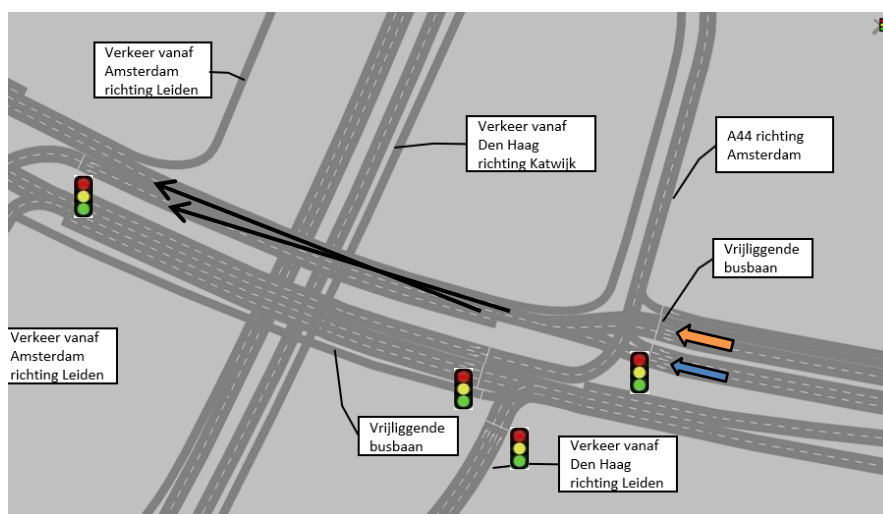 Verkeer vanaf
Amsterdam
richting Leiden
Verkeer vanaf
Den Haag
richting Katwijk
A44 richting
Amsterdam
Vrijliggende
busbaan
Verkeer vanaf
Amsterdam
richting Leiden
Vrijliggende
busbaan
Verkeer vanaf
Den Haag
richting Leiden